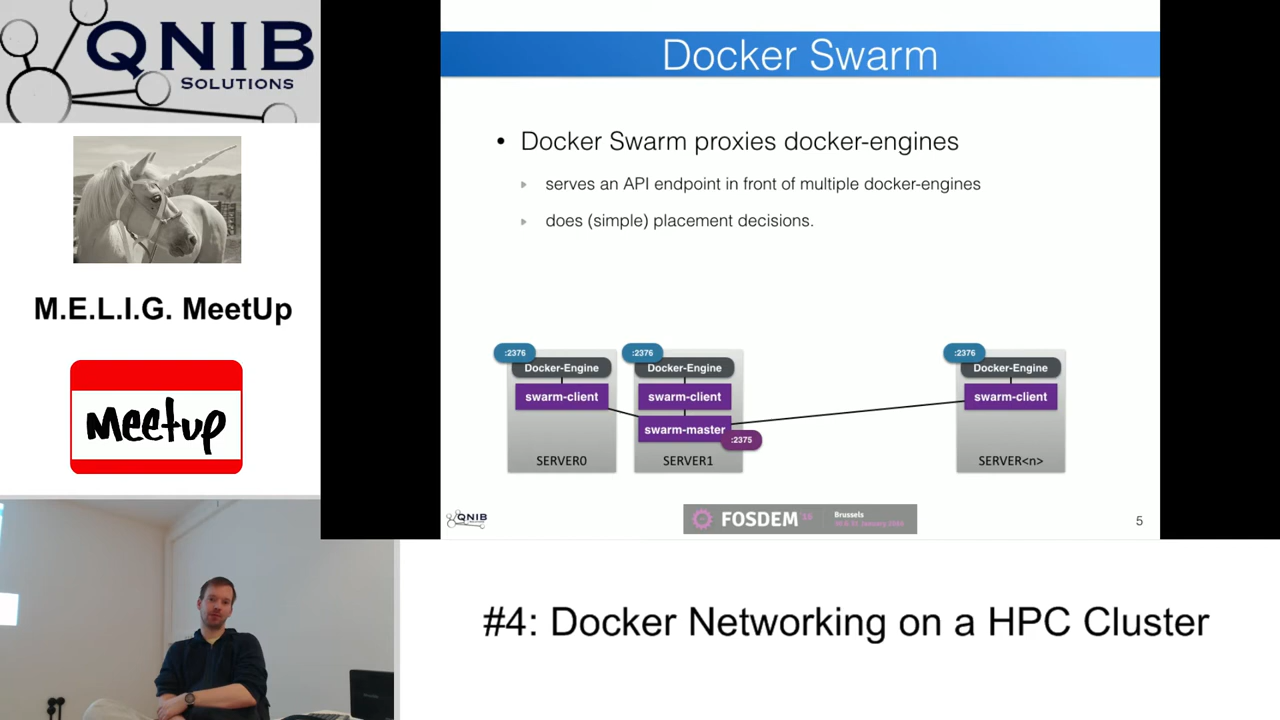 QNIB
SOLUTIONS
M.E.L.I.G. MeetUp
Meetup
Docker Swarm
• Docker Swarm proxies docker-engines
serves an API endpoint in front of multiple docker-engines
does (simple) placement decisions.
:2376
Docker-Engine
swarm-client
SERVER0
:2376
Docker-Engine
swarm-client
swarm-master
:2375
SERVER1
:2376
Docker-Engine
swarm-client
SERVER<n>
QNIB
FOSDEM
Brussels
5
#4: Docker Networking on a HPC Cluster